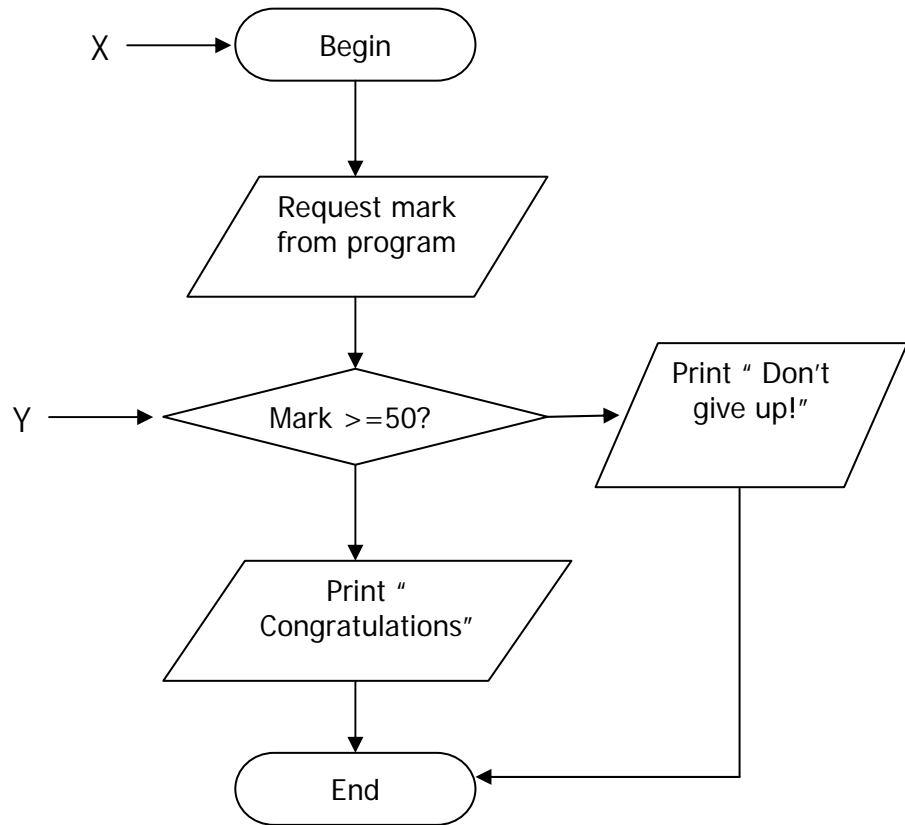 X
Begin
Request mark
from program
Y
Mark >=50?
Print “ Don’t
give up!”
Print “
Congratulations”
End